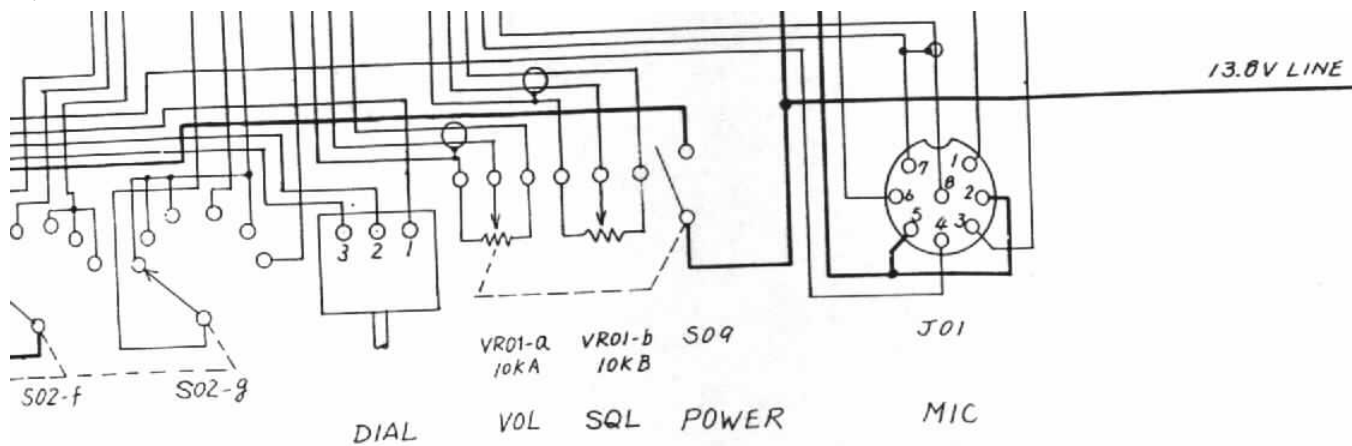 13.8V LINE
7 1
6 8 2
5 4 3
3 2 1
VR01-a
10KA
VR01-b
10KB
S09
J01
S02-f
S02-g
DIAL
VOL
SQL
POWER
MIC